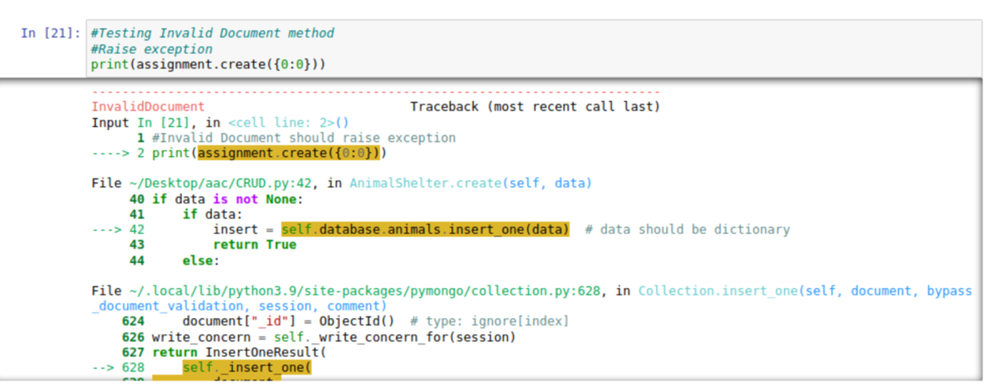 In [21]: #Testing Invalid Document method
#Raise exception
print(assignment.create({0:0}))
---------------------------------------------------------------------------
InvalidDocument                           Traceback (most recent call last)
Input In [21], in <cell line: 2>()
      1 #Invalid Document should raise exception
----> 2 print(assignment.create({0:0}))
File ~/Desktop/aac/CRUD.py:42, in AnimalShelter.create(self, data)
     40 if data is not None:
     41     if data:
---> 42         insert = self.database.animals.insert_one(data)  # data should be dictionary
     43         return True
     44     else:
File ~/.local/lib/python3.9/site-packages/pymongo/collection.py:628, in Collection.insert_one(self, document, bypass
_document_validation, session, comment)
    624     document["_id"] = ObjectId()  # type: ignore[index]
    626 write_concern = self._write_concern_for(session)
    627 return InsertOneResult(
--> 628     self._insert_one(